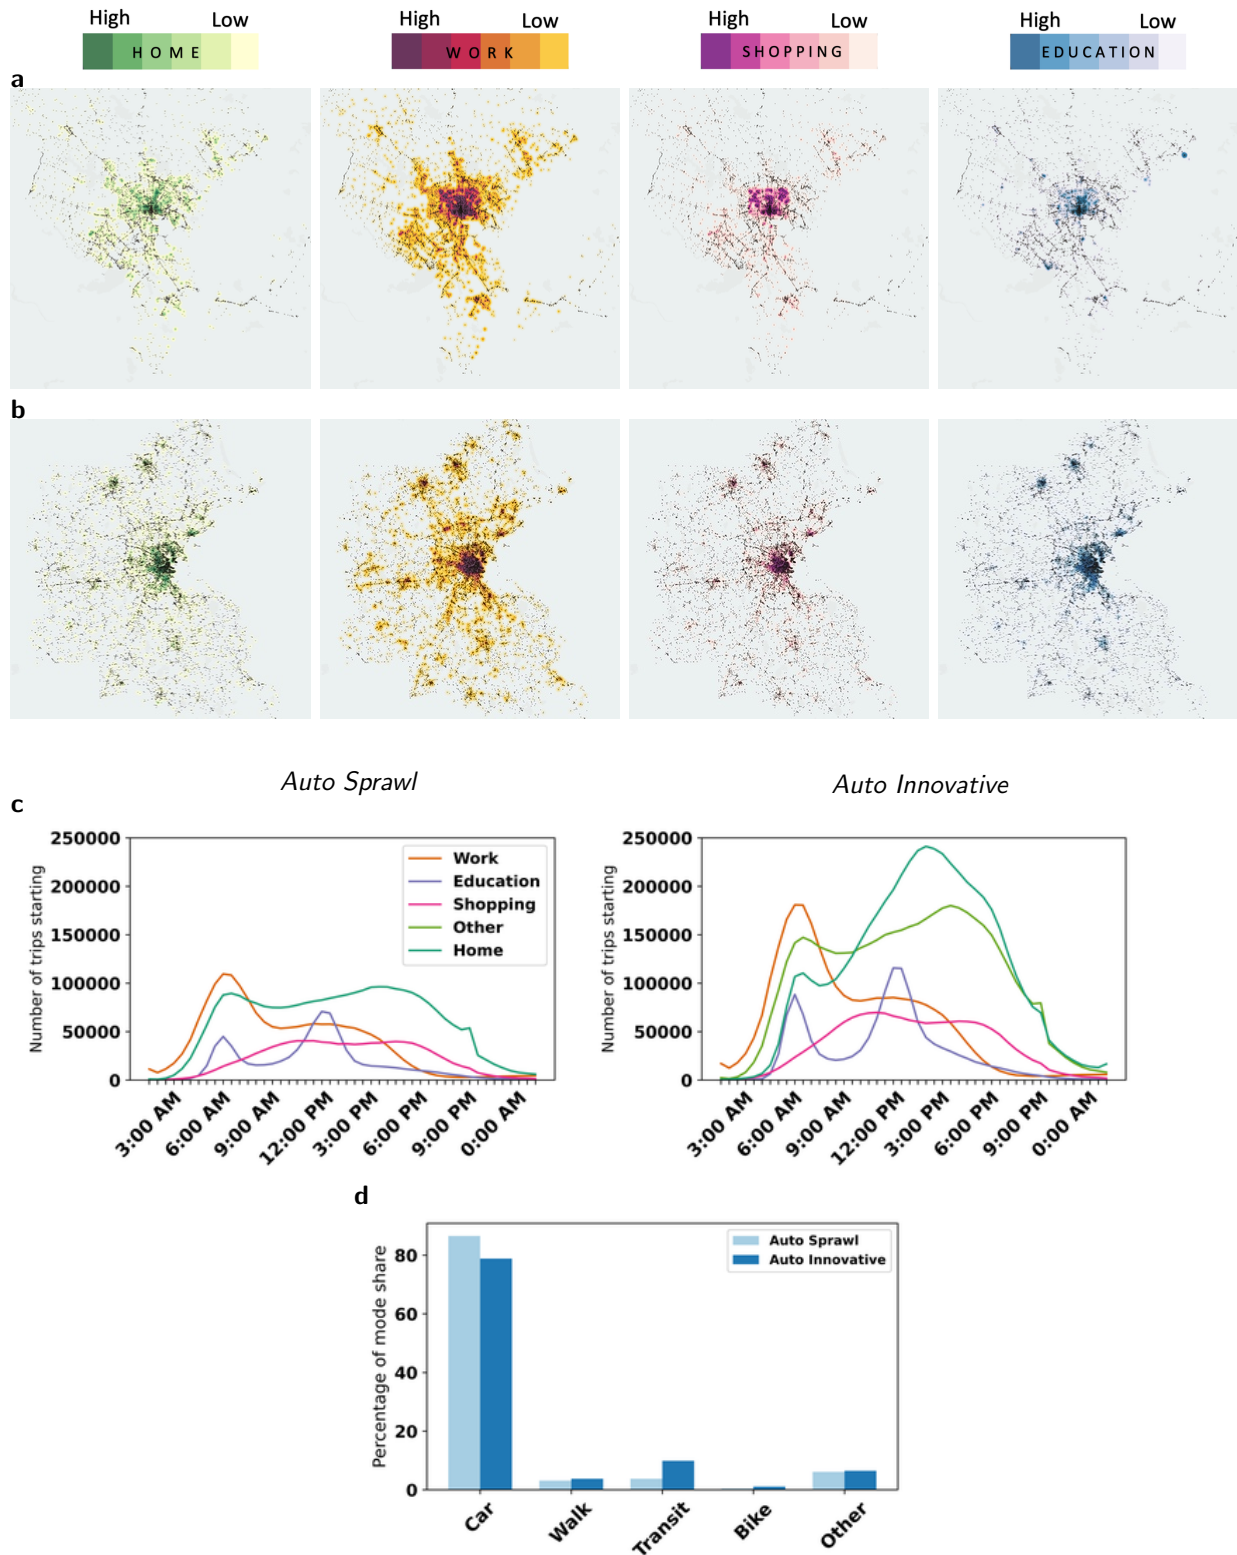 High Low
HOME
High Low
WORK
High Low
SHOPPING
High Low
EDUCATION
a
b
Auto Sprawl
Auto Innovative
c
250000
200000
150000
100000
50000
0
Number of trips starting
Work
Education
Shopping
Other
Home
3:00 AM
6:00 AM
9:00 AM
12:00 PM
3:00 PM
6:00 PM
9:00 PM
0:00 AM
250000
200000
150000
100000
50000
0
Number of trips starting
3:00 AM
6:00 AM
9:00 AM
12:00 PM
3:00 PM
6:00 PM
9:00 PM
0:00 AM
d
80
60
40
20
0
Percentage of mode share
Auto Sprawl
Auto Innovative
Car
Walk
Transit
Bike
Other